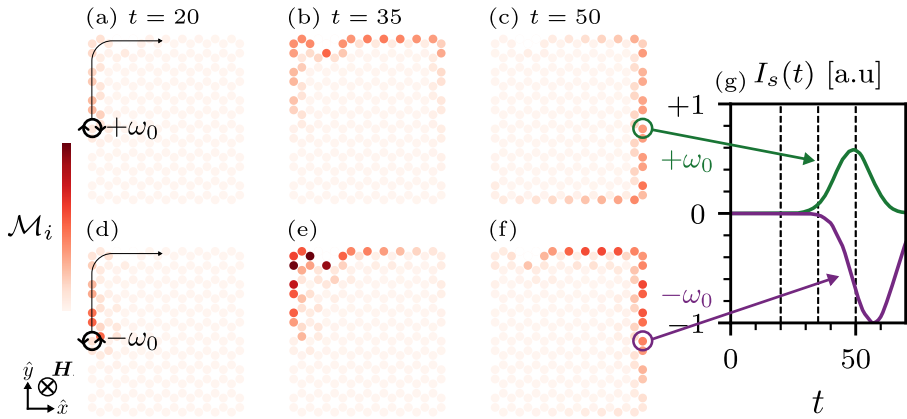 (a) t = 20
(b) t = 35
(c) t = 50
(g) I_s(t) [a.u]
+ω₀
+1
+ω₀
0
ℳ_i
(d)
(e)
(f)
−ω₀
−ω₀
−1
0
50
t
ŷ
H
x̂